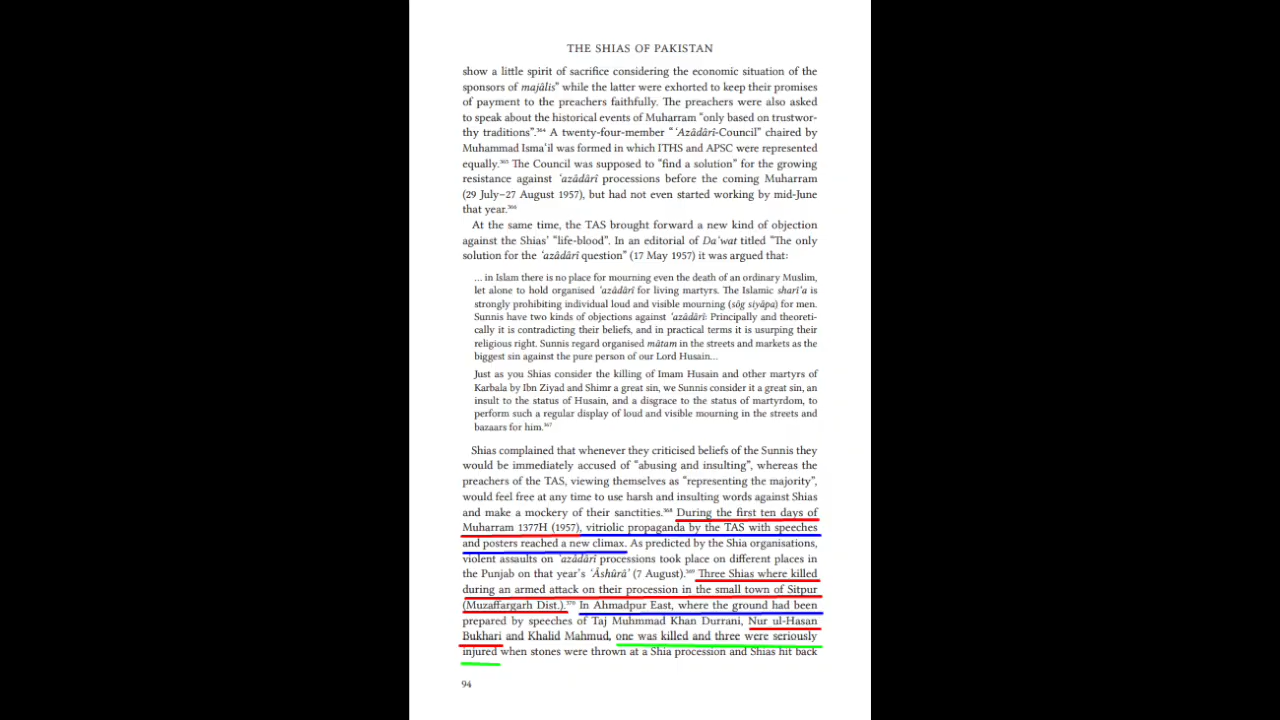 THE SHIAS OF PAKISTAN
show a little spirit of sacrifice considering the economic situation of the
sponsors of majālis” while the latter were exhorted to keep their promises
of payment to the preachers faithfully. The preachers were also asked
to speak about the historical events of Muharram “only based on trustwor-
thy traditions”.³⁶⁴ A twenty-four-member “‘Azādārī-Council” chaired by
Muhammad Isma‘il was formed in which ITHS and APSC were represented
equally.³⁶⁵ The Council was supposed to “find a solution” for the growing
resistance against ‘azādārī processions before the coming Muharram
(29 July–27 August 1957), but had not even started working by mid-June
that year.³⁶⁶
At the same time, the TAS brought forward a new kind of objection
against the Shias’ “life-blood”. In an editorial of Da‘wat titled “The only
solution for the ‘azādārī question” (17 May 1957) it was argued that:
... in Islam there is no place for mourning even the death of an ordinary Muslim,
let alone to hold organised ‘azādārī for living martyrs. The Islamic sharī‘a is
strongly prohibiting individual loud and visible mourning (sōg siyāpa) for men.
Sunnis have two kinds of objections against ‘azādārī: Principally and theoreti-
cally it is contradicting their beliefs, and in practical terms it is usurping their
religious right. Sunnis regard organised mātam in the streets and markets as the
biggest sin against the pure person of our Lord Husain...
Just as you Shias consider the killing of Imam Husain and other martyrs of
Karbala by Ibn Ziyad and Shimr a great sin, we Sunnis consider it a great sin, an
insult to the status of Husain, and a disgrace to the status of martyrdom, to
perform such a regular display of loud and visible mourning in the streets and
bazaars for him.³⁶⁷
Shias complained that whenever they criticised beliefs of the Sunnis they
would be immediately accused of “abusing and insulting”, whereas the
preachers of the TAS, viewing themselves as “representing the majority”,
would feel free at any time to use harsh and insulting words against Shias
and make a mockery of their sanctities.³⁶⁸ During the first ten days of
Muharram 1377H (1957), vitriolic propaganda by the TAS with speeches
and posters reached a new climax. As predicted by the Shia organisations,
violent assaults on ‘azādārī processions took place on different places in
the Punjab on that year’s ‘Āshūrā’ (7 August).³⁶⁹ Three Shias where killed
during an armed attack on their procession in the small town of Sitpur
(Muzaffargarh Dist.).³⁷⁰ In Ahmadpur East, where the ground had been
prepared by speeches of Taj Muhmmad Khan Durrani, Nur ul-Hasan
Bukhari and Khalid Mahmud, one was killed and three were seriously
injured when stones were thrown at a Shia procession and Shias hit back
94